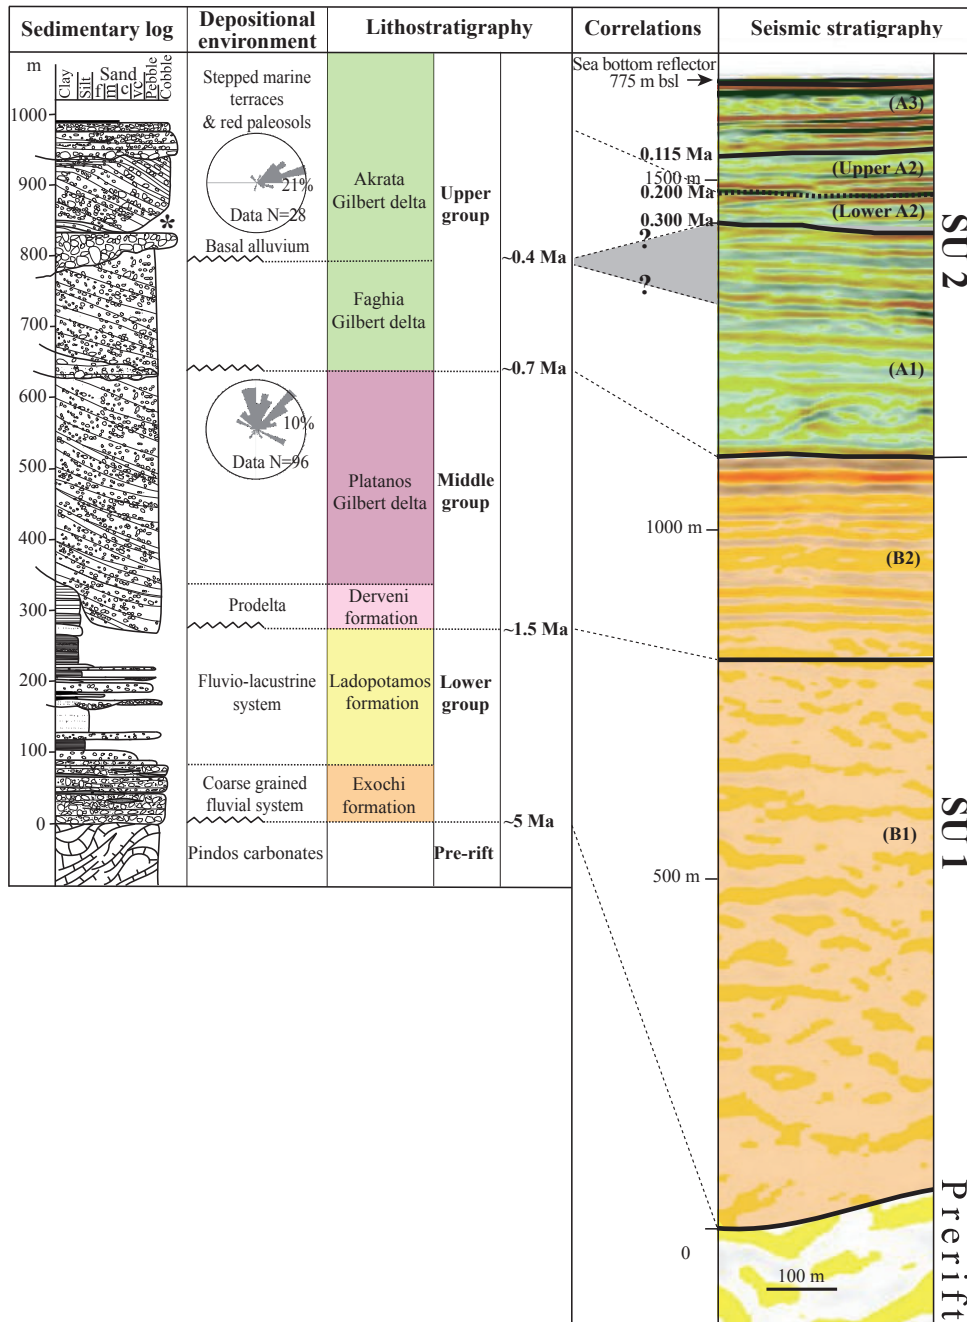 Sedimentary log
Depositional
environment
Lithostratigraphy
Correlations
Seismic stratigraphy
m
Clay
Silt
f
Sand
m
c
vc
Pebble
Cobble
1000
900
800
700
600
500
400
300
200
100
0
*
Stepped marine
terraces
& red paleosols
21%
Data N=28
Basal alluvium
10%
Data N=96
Prodelta
Fluvio-lacustrine
system
Coarse grained
fluvial system
Pindos carbonates
Akrata
Gilbert delta
Faghia
Gilbert delta
Platanos
Gilbert delta
Derveni
formation
Ladopotamos
formation
Exochi
formation
Upper
group
Middle
group
Lower
group
Pre-rift
~0.4 Ma
~0.7 Ma
~1.5 Ma
~5 Ma
Sea bottom reflector
775 m bsl
0.115 Ma
1500 m
0.200 Ma
0.300 Ma
?
?
1000 m
500 m
0
(A3)
(Upper A2)
(Lower A2)
(A1)
(B2)
(B1)
100 m
SU 2
SU 1
Prerift